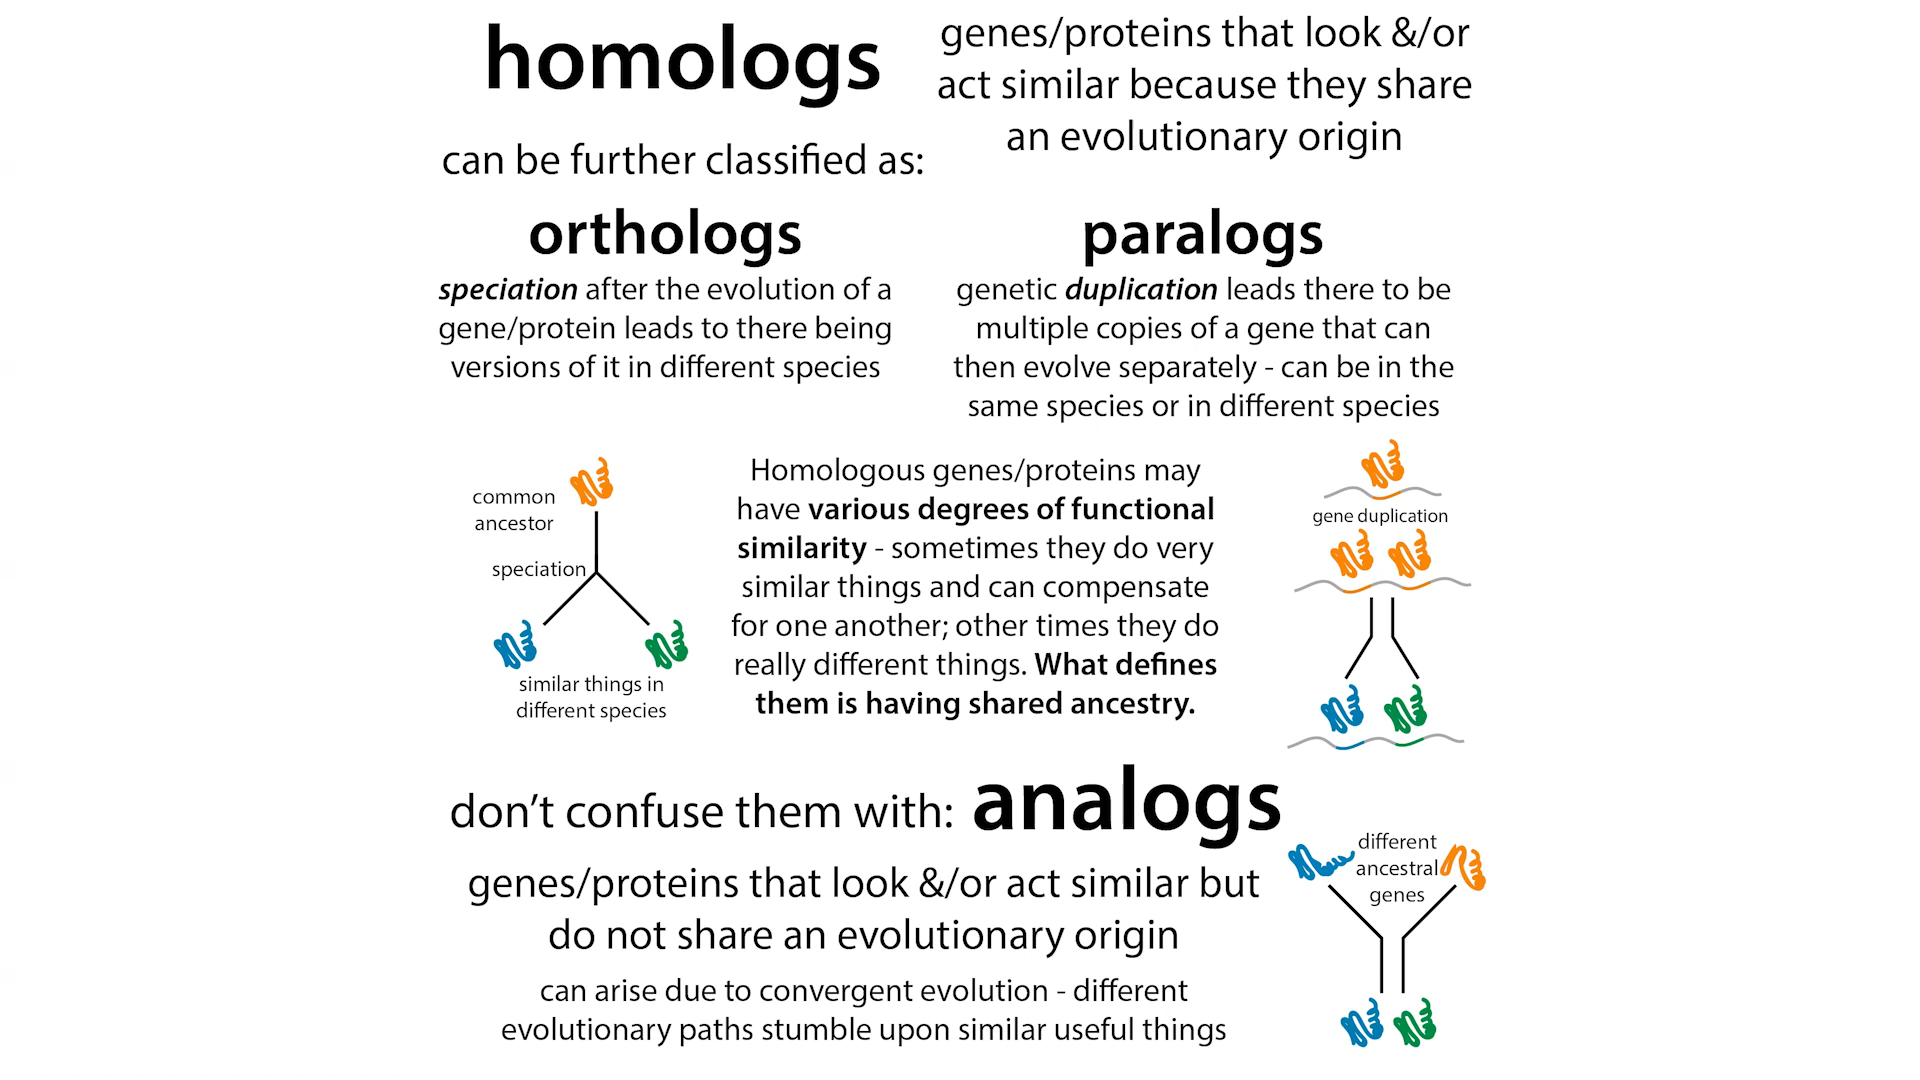 homologs
genes/proteins that look &/or
act similar because they share
an evolutionary origin
can be further classified as:
orthologs
speciation after the evolution of a
gene/protein leads to there being
versions of it in different species
paralogs
genetic duplication leads there to be
multiple copies of a gene that can
then evolve separately - can be in the
same species or in different species
common
ancestor
speciation
similar things in
different species
Homologous genes/proteins may
have various degrees of functional
similarity - sometimes they do very
similar things and can compensate
for one another; other times they do
really different things. What defines
them is having shared ancestry.
gene duplication
don't confuse them with: analogs
genes/proteins that look &/or act similar but
do not share an evolutionary origin
can arise due to convergent evolution - different
evolutionary paths stumble upon similar useful things
different
ancestral
genes